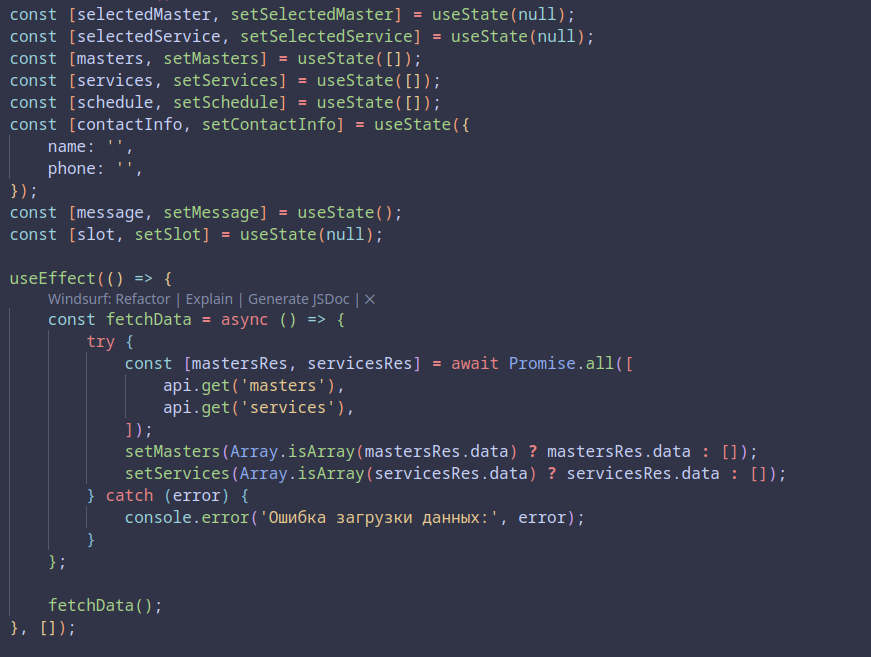 const [selectedMaster, setSelectedMaster] = useState(null);
const [selectedService, setSelectedService] = useState(null);
const [masters, setMasters] = useState([]);
const [services, setServices] = useState([]);
const [schedule, setSchedule] = useState([]);
const [contactInfo, setContactInfo] = useState({
    name: '',
    phone: '',
});
const [message, setMessage] = useState();
const [slot, setSlot] = useState(null);

useEffect(() => {
    Windsurf: Refactor | Explain | Generate JSDoc | ×
    const fetchData = async () => {
        try {
            const [mastersRes, servicesRes] = await Promise.all([
                api.get('masters'),
                api.get('services'),
            ]);
            setMasters(Array.isArray(mastersRes.data) ? mastersRes.data : []);
            setServices(Array.isArray(servicesRes.data) ? servicesRes.data : []);
        } catch (error) {
            console.error('Ошибка загрузки данных:', error);
        }
    };

    fetchData();
}, []);